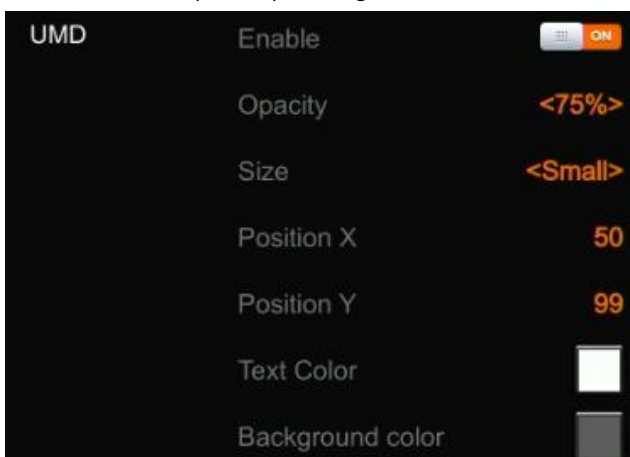 UMD Enable ON
Opacity <75%>
Size <Small>
Position X 50
Position Y 99
Text Color
Background color